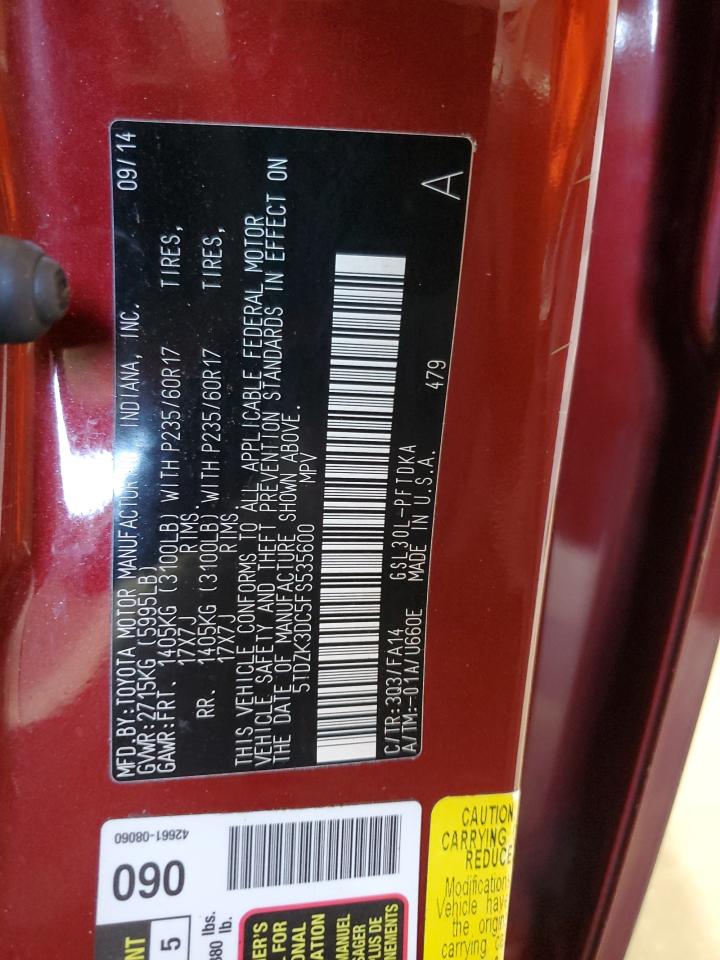 MFD.BY:TOYOTA MOTOR MANUFACTURING INDIANA, INC. 09/14
GVWR:2715KG (5995LB)
GAWR:FRT. 1405KG (3100LB) WITH P235/60R17 TIRES,
17X7J RIMS.
RR. 1405KG (3100LB) WITH P235/60R17 TIRES,
17X7J RIMS.
THIS VEHICLE CONFORMS TO ALL APPLICABLE FEDERAL MOTOR
VEHICLE SAFETY AND THEFT PREVENTION STANDARDS IN EFFECT ON
THE DATE OF MANUFACTURE SHOWN ABOVE.
5TDZK3DC5FS535600 MPV
C/TR:3Q3/FA14 GSL30L-PFTDKA 479 A
A/TM:-01A/U660E MADE IN U.S.A.
42661-08060
060
5
lbs.
880 lb.
MANUEL
PLUS DE
CAUTION
CARRYING
REDUCE
Vehicle
the
carrying